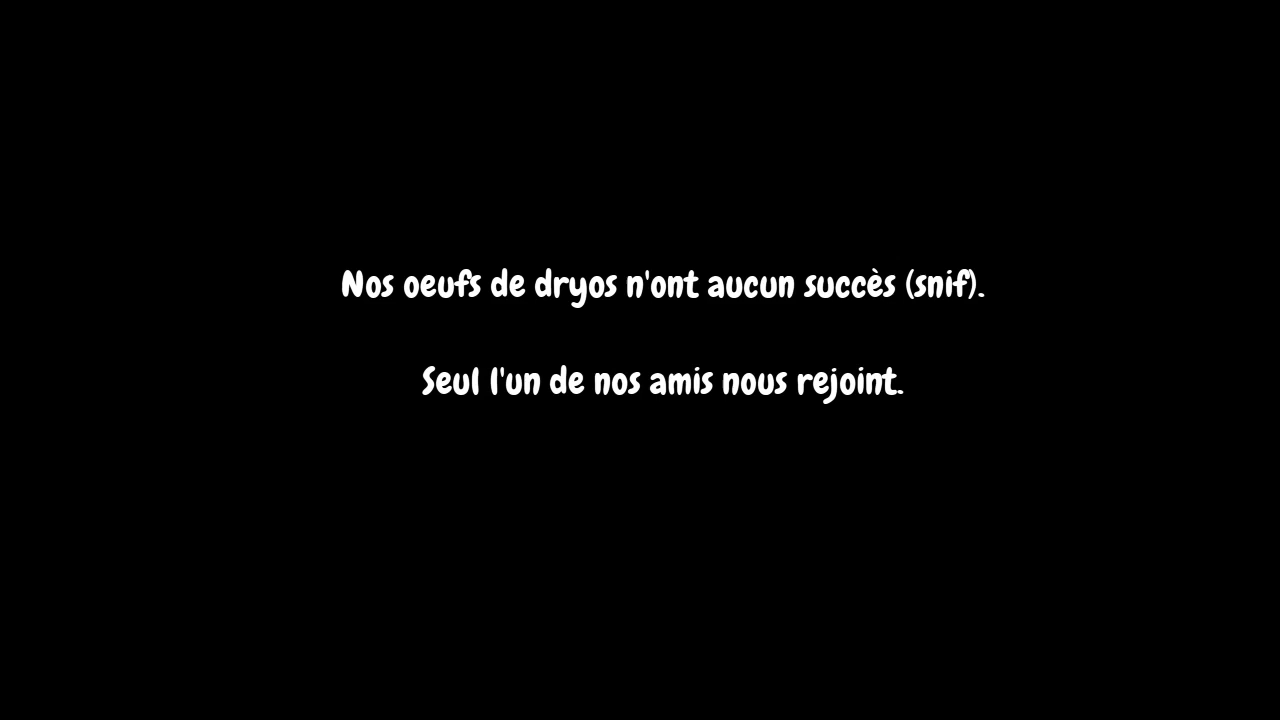 Nos oeufs de dryos n'ont aucun succès (snif).
Seul l'un de nos amis nous rejoint.